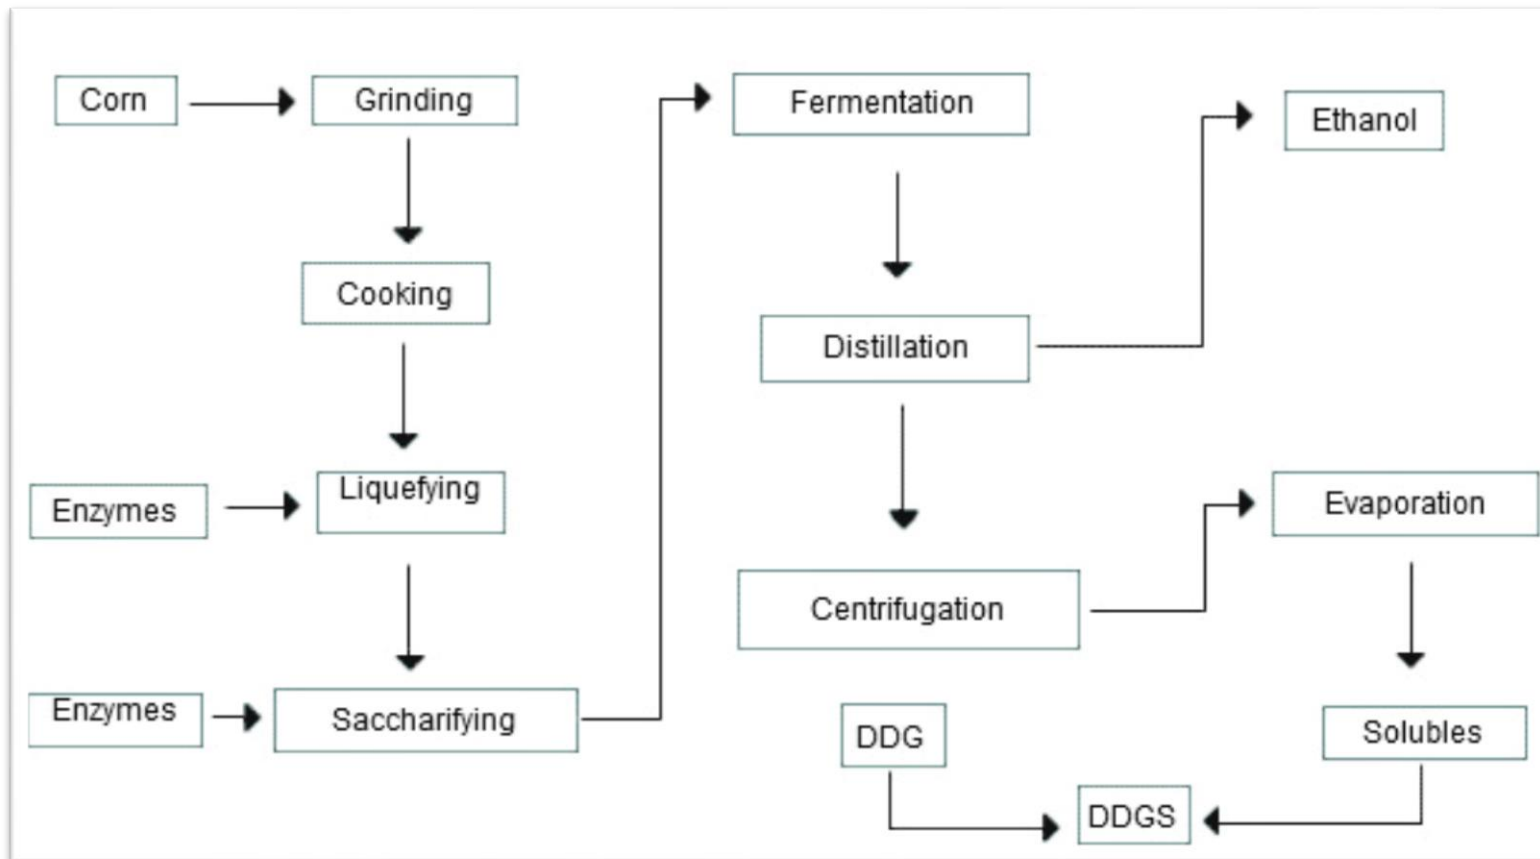 Corn
Grinding
Cooking
Enzymes
Liquefying
Enzymes
Saccharifying
Fermentation
Distillation
Ethanol
Centrifugation
Evaporation
Solubles
DDG
DDGS